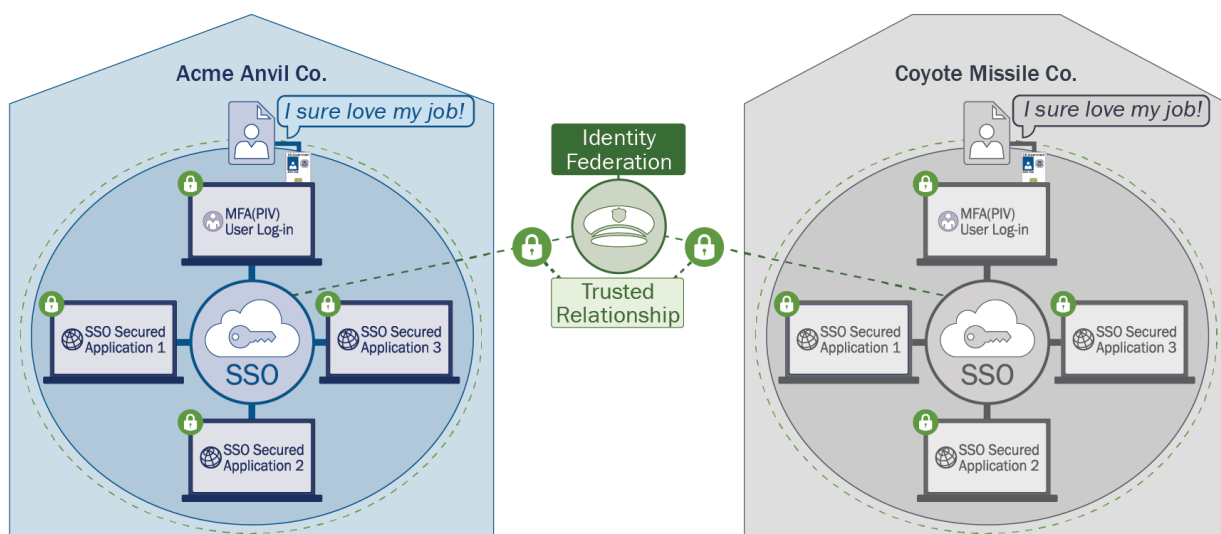 Acme Anvil Co.
I sure love my job!
MFA(PIV)
User Log-in
SSO Secured
Application 1
SSO
SSO Secured
Application 3
SSO Secured
Application 2
Identity
Federation
Trusted
Relationship
Coyote Missile Co.
I sure love my job!
MFA(PIV)
User Log-in
SSO Secured
Application 1
SSO
SSO Secured
Application 3
SSO Secured
Application 2